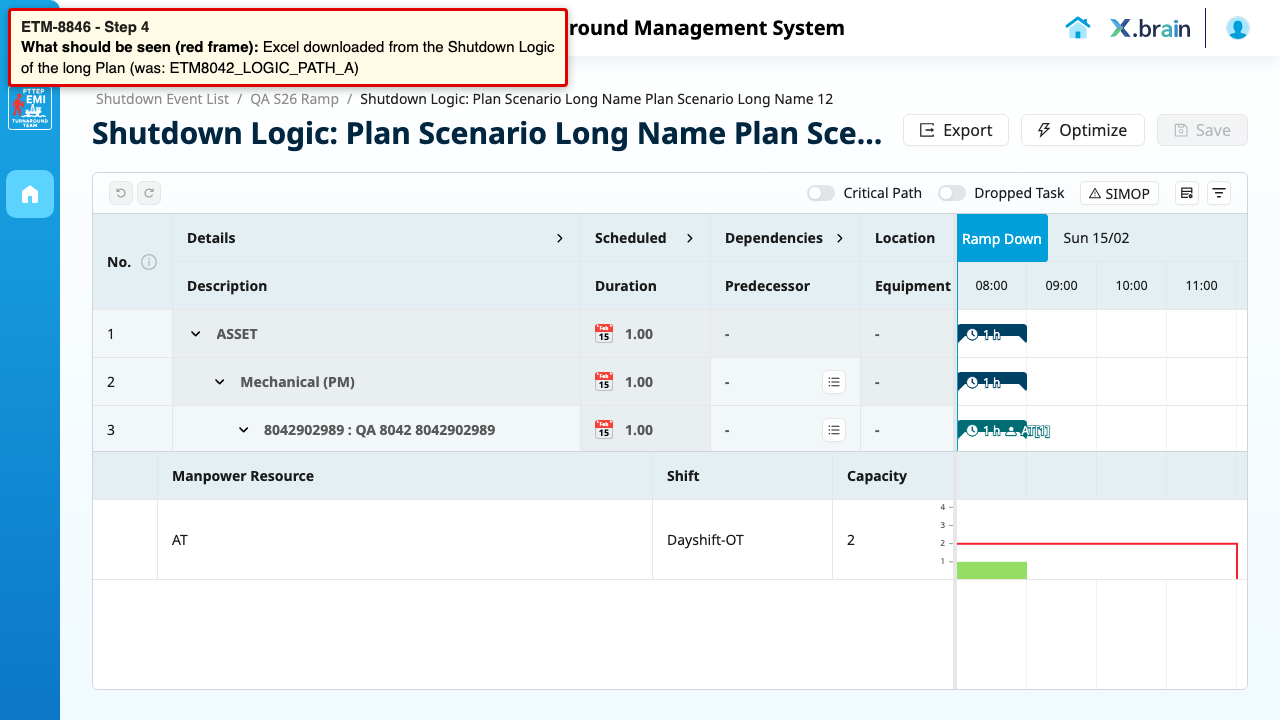 ETM-8846 - Step 4
What should be seen (red frame): Excel downloaded from the Shutdown Logic
of the long Plan (was: ETM8042_LOGIC_PATH_A)
round Management System
X.brain
PTTEP
EMI
TURNAROUND
TEAM
Shutdown Event List / QA S26 Ramp / Shutdown Logic: Plan Scenario Long Name Plan Scenario Long Name 12
Shutdown Logic: Plan Scenario Long Name Plan Sce...
Export
Optimize
Save
Critical Path
Dropped Task
SIMOP
No.
Details
Scheduled
Dependencies
Location
Ramp Down
Sun 15/02
Description
Duration
Predecessor
Equipment
08:00
09:00
10:00
11:00
1
ASSET
Feb 15
1.00
-
-
1 h
2
Mechanical (PM)
Feb 15
1.00
-
-
1 h
3
8042902989 : QA 8042 8042902989
Feb 15
1.00
-
-
1 h AT[1]
Manpower Resource
Shift
Capacity
AT
Dayshift-OT
2
4
3
2
1